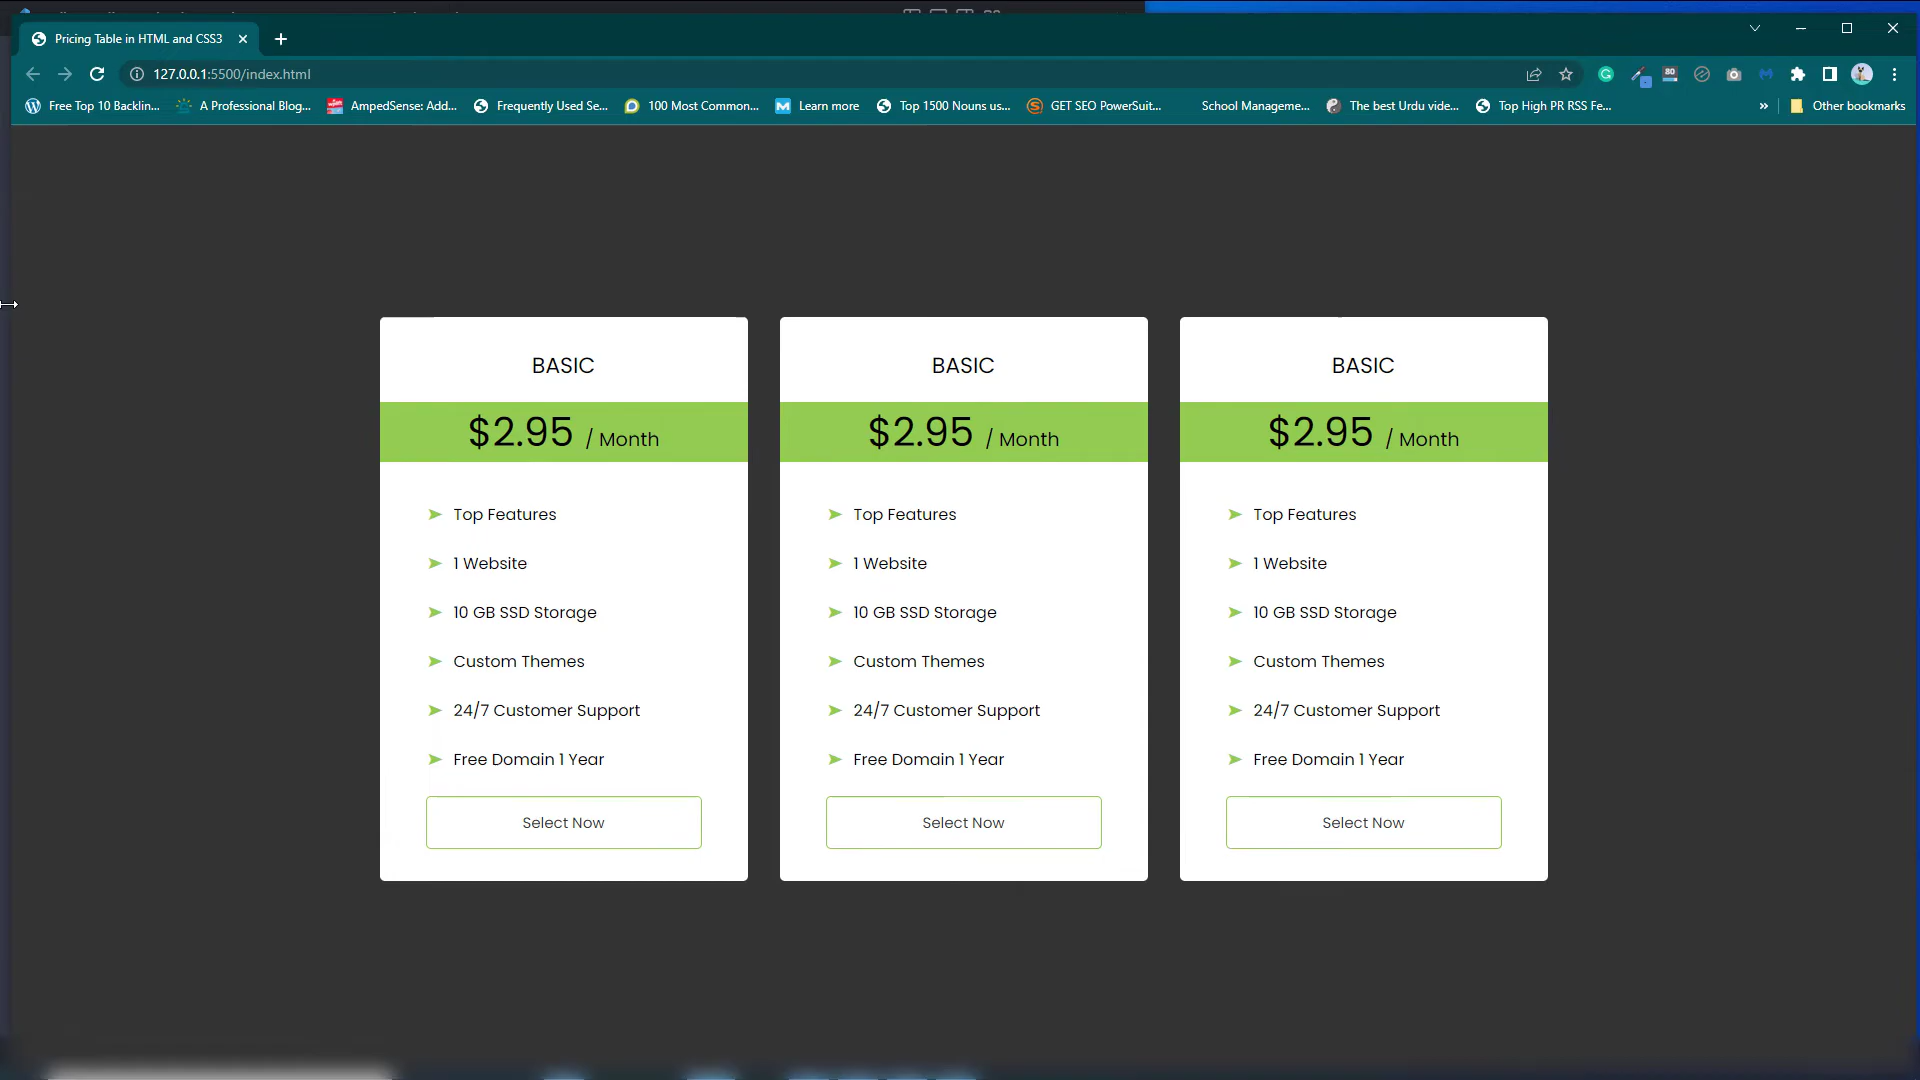 Pricing Table in HTML and CSS3
127.0.0.1:5500/index.html
80
Free Top 10 Backlin...
A Professional Blog...
AmpedSense: Add...
Frequently Used Se...
100 Most Common...
Learn more
Top 1500 Nouns us...
GET SEO PowerSuit...
School Manageme...
The best Urdu vide...
Top High PR RSS Fe...
»
Other bookmarks
BASIC
$2.95 / Month
Top Features
1 Website
10 GB SSD Storage
Custom Themes
24/7 Customer Support
Free Domain 1 Year
Select Now
BASIC
$2.95 / Month
Top Features
1 Website
10 GB SSD Storage
Custom Themes
24/7 Customer Support
Free Domain 1 Year
Select Now
BASIC
$2.95 / Month
Top Features
1 Website
10 GB SSD Storage
Custom Themes
24/7 Customer Support
Free Domain 1 Year
Select Now